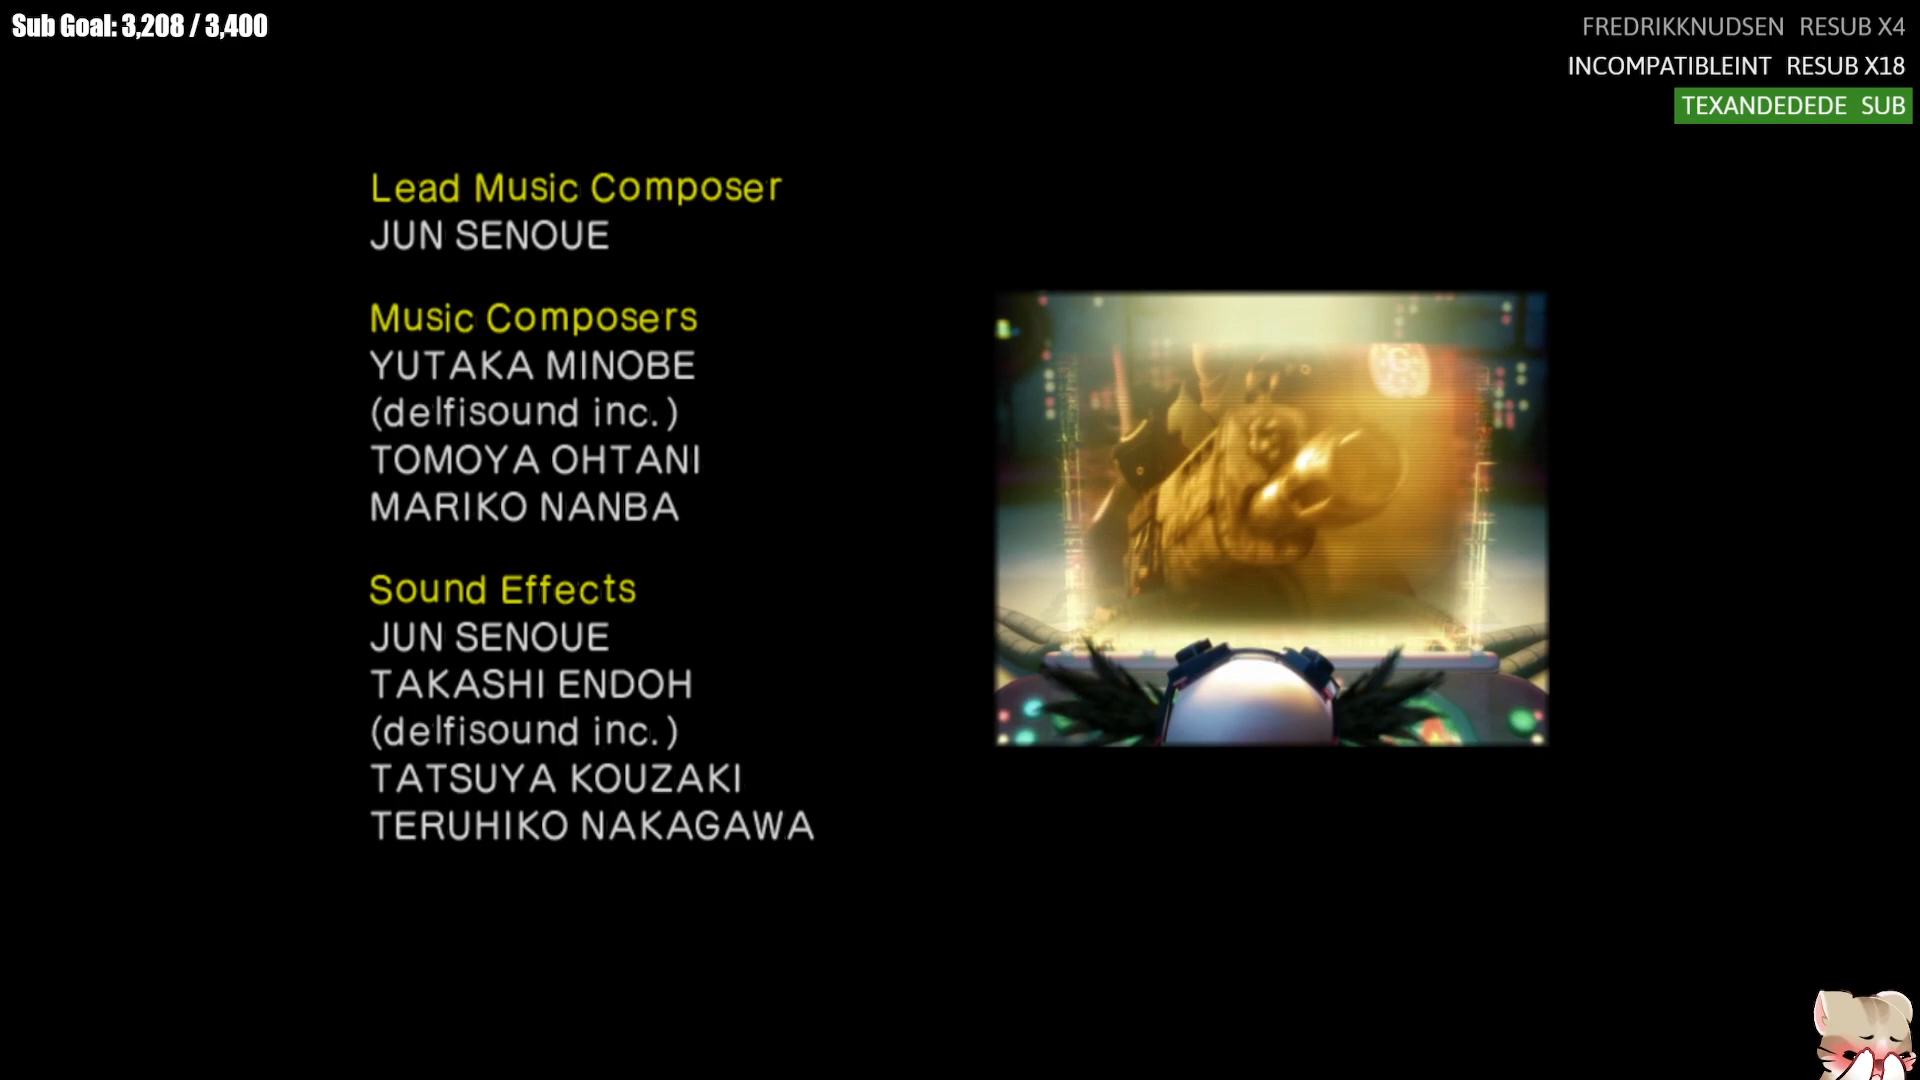 Sub Goal: 3,208 / 3,400
FREDRIKKNUDSEN RESUB X4
INCOMPATIBLEINT RESUB X18
TEXANDEDEDE SUB
Lead Music Composer
JUN SENOUE
Music Composers
YUTAKA MINOBE
(delfisound inc.)
TOMOYA OHTANI
MARIKO NANBA
Sound Effects
JUN SENOUE
TAKASHI ENDOH
(delfisound inc.)
TATSUYA KOUZAKI
TERUHIKO NAKAGAWA